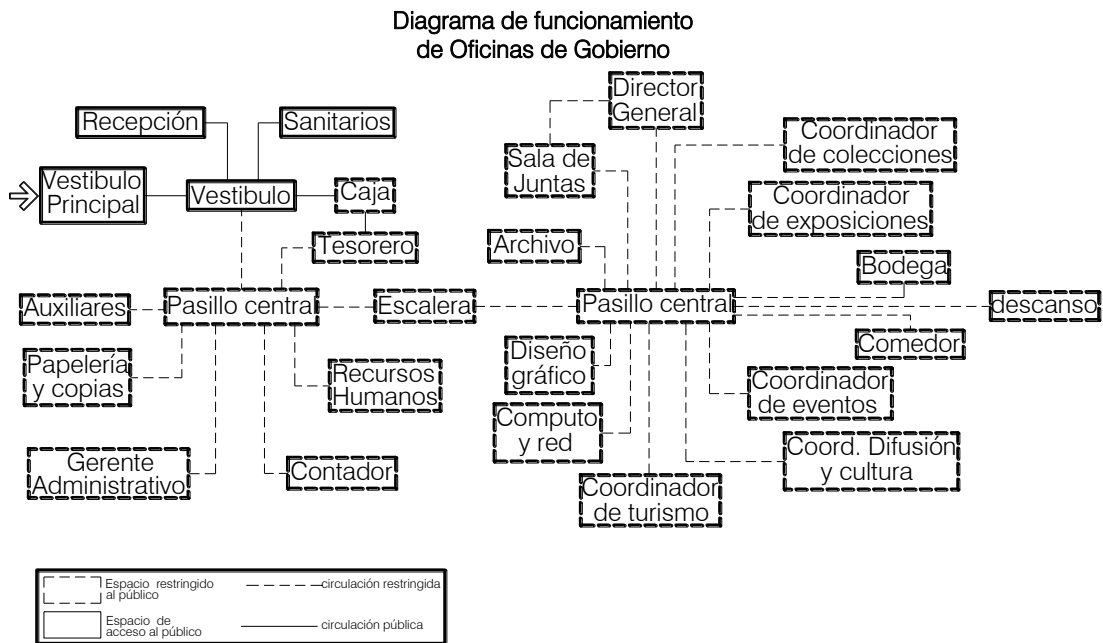 Diagrama de funcionamiento
de Oficinas de Gobierno
Recepción
Sanitarios
Vestibulo
Principal
Vestibulo
Caja
Tesorero
Auxiliares
Pasillo central
Escalera
Papelería
y copias
Recursos
Humanos
Gerente
Administrativo
Contador
Director
General
Sala de
Juntas
Coordinador
de colecciones
Coordinador
de exposiciones
Archivo
Bodega
Pasillo central
descanso
Comedor
Diseño
gráfico
Coordinador
de eventos
Computo
y red
Coord. Difusión
y cultura
Coordinador
de turismo
Espacio restringido
al público
circulación restringida
Espacio de
acceso al público
circulación pública